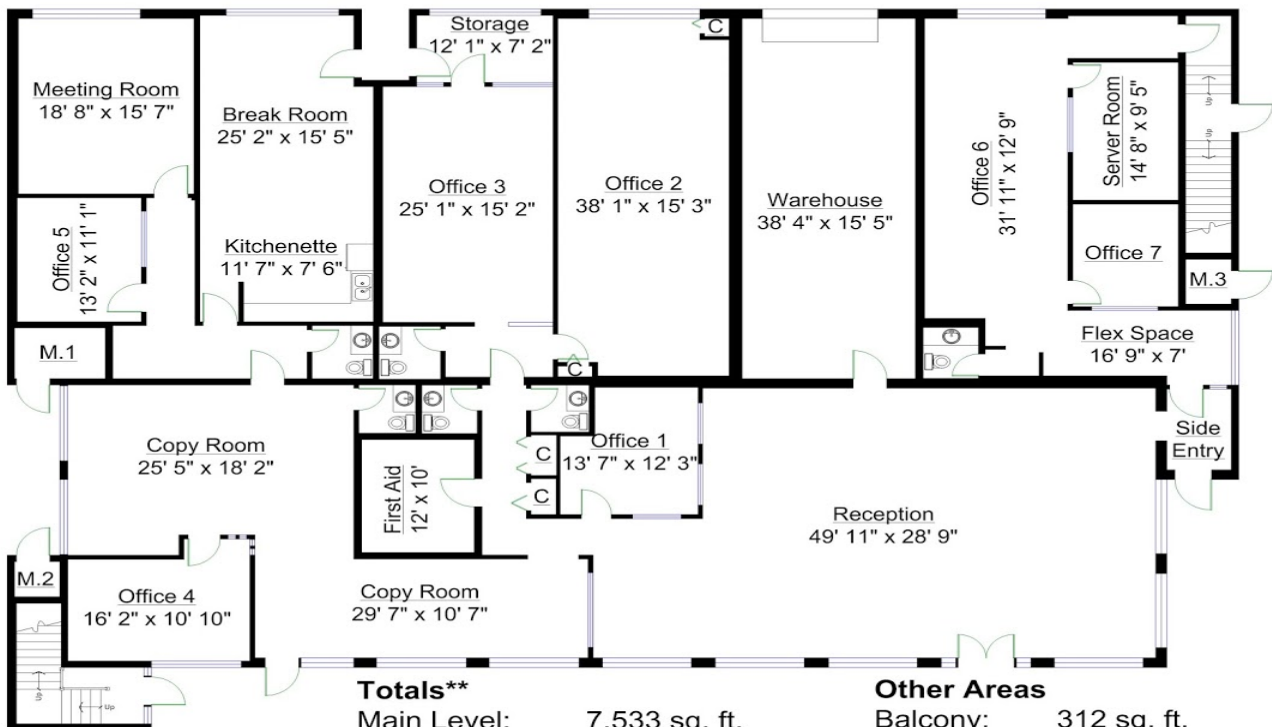 Storage
12' 1" x 7' 2"
C
Meeting Room
18' 8" x 15' 7"
Break Room
25' 2" x 15' 5"
Office 3
25' 1" x 15' 2"
Office 2
38' 1" x 15' 3"
Warehouse
38' 4" x 15' 5"
Office 6
31' 11" x 12' 9"
Server Room
14' 8" x 9' 5"
Up
Up
Office 5
13' 2" x 11' 1"
Kitchenette
11' 7" x 7' 6"
Office 7
M.3
M.1
C
Flex Space
16' 9" x 7'
Copy Room
25' 5" x 18' 2"
First Aid
12' x 10'
C
C
Office 1
13' 7" x 12' 3"
Side
Entry
Reception
49' 11" x 28' 9"
M.2
Office 4
16' 2" x 10' 10"
Copy Room
29' 7" x 10' 7"
Up
Up
Totals**
Main Level: 7,533 sq. ft.
Other Areas
Balcony: 312 sq. ft.